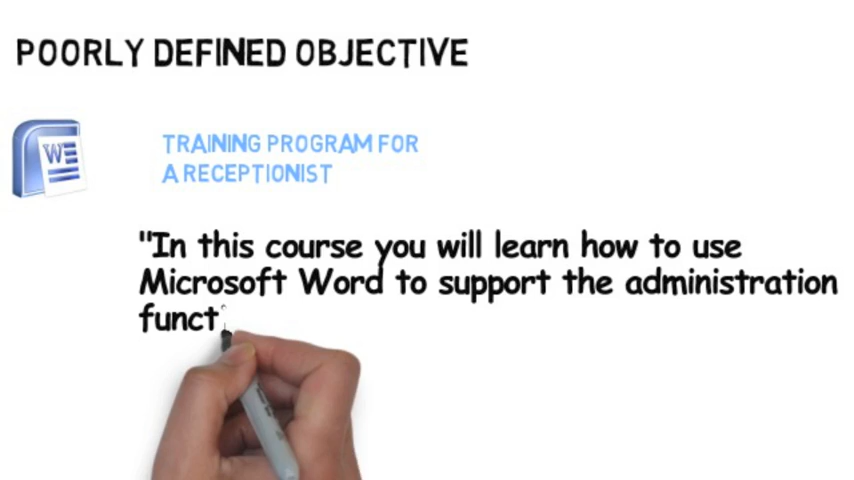 POORLY DEFINED OBJECTIVE
W
TRAINING PROGRAM FOR
A RECEPTIONIST
"In this course you will learn how to use
Microsoft Word to support the administration
funct